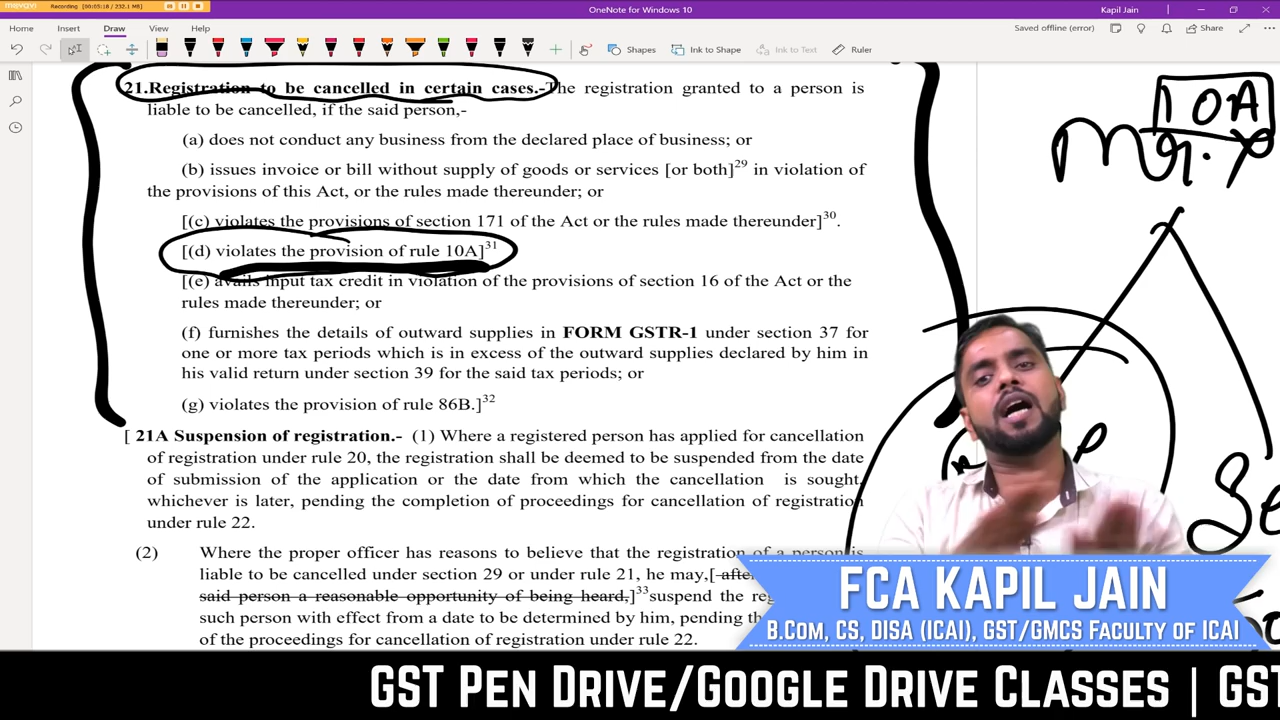 movavi
Recording (00:05:18 / 232.1 MB)
OneNote for Windows 10
Kapil Jain
Home Insert Draw View Help
Saved offline (error)
Share
Shapes
Ink to Shape
Ink to Text
Ruler
21.Registration to be cancelled in certain cases.-The registration granted to a person is
liable to be cancelled, if the said person,-
(a) does not conduct any business from the declared place of business; or
(b) issues invoice or bill without supply of goods or services [or both]29 in violation of
the provisions of this Act, or the rules made thereunder; or
[(c) violates the provisions of section 171 of the Act or the rules made thereunder]30.
[(d) violates the provision of rule 10A]31
[(e) avails input tax credit in violation of the provisions of section 16 of the Act or the
rules made thereunder; or
(f) furnishes the details of outward supplies in FORM GSTR-1 under section 37 for
one or more tax periods which is in excess of the outward supplies declared by him in
his valid return under section 39 for the said tax periods; or
(g) violates the provision of rule 86B.]32
[ 21A Suspension of registration.- (1) Where a registered person has applied for cancellation
of registration under rule 20, the registration shall be deemed to be suspended from the date
of submission of the application or the date from which the cancellation is sought,
whichever is later, pending the completion of proceedings for cancellation of registration
under rule 22.
(2) Where the proper officer has reasons to believe that the registration of a person is
liable to be cancelled under section 29 or under rule 21, he may,[
said person a reasonable opportunity of being heard,]33suspend the
such person with effect from a date to be determined by him, pending
of the proceedings for cancellation of registration under rule 22.
10A
Mr. X
FCA KAPIL JAIN
B.Com, CS, DISA (ICAI), GST/GMCS Faculty of ICAI
GST Pen Drive/Google Drive Classes |